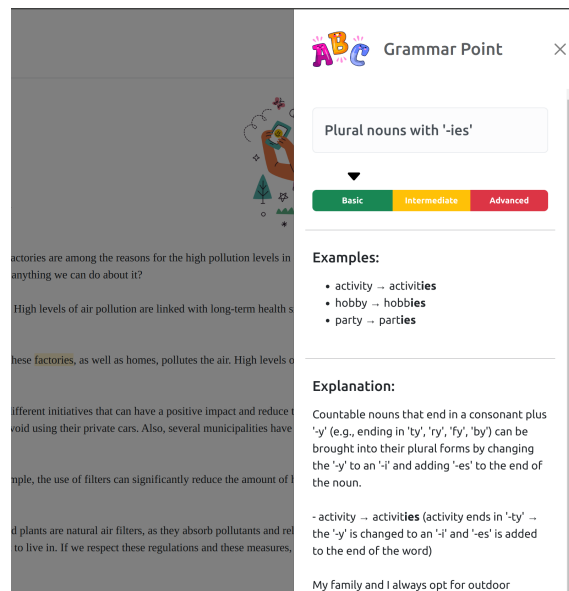 ABC
Grammar Point
Plural nouns with '-ies'
Basic Intermediate Advanced
Examples:
• activity → activities
• hobby → hobbies
• party → parties
Explanation:
Countable nouns that end in a consonant plus
'-y' (e.g., ending in 'ty', 'ry', 'fy', 'by') can be
brought into their plural forms by changing
the '-y' to an '-i' and adding '-es' to the end of
the noun.
- activity → activities (activity ends in '-ty' →
the '-y' is changed to an '-i' and '-es' is added
to the end of the word)
My family and I always opt for outdoor
actories are among the reasons for the high pollution levels in
anything we can do about it?
High levels of air pollution are linked with long-term health s
hese factories, as well as homes, pollutes the air. High levels o
ifferent initiatives that can have a positive impact and reduce t
void using their private cars. Also, several municipalities have
mple, the use of filters can significantly reduce the amount of h
d plants are natural air filters, as they absorb pollutants and rel
to live in. If we respect these regulations and these measures,